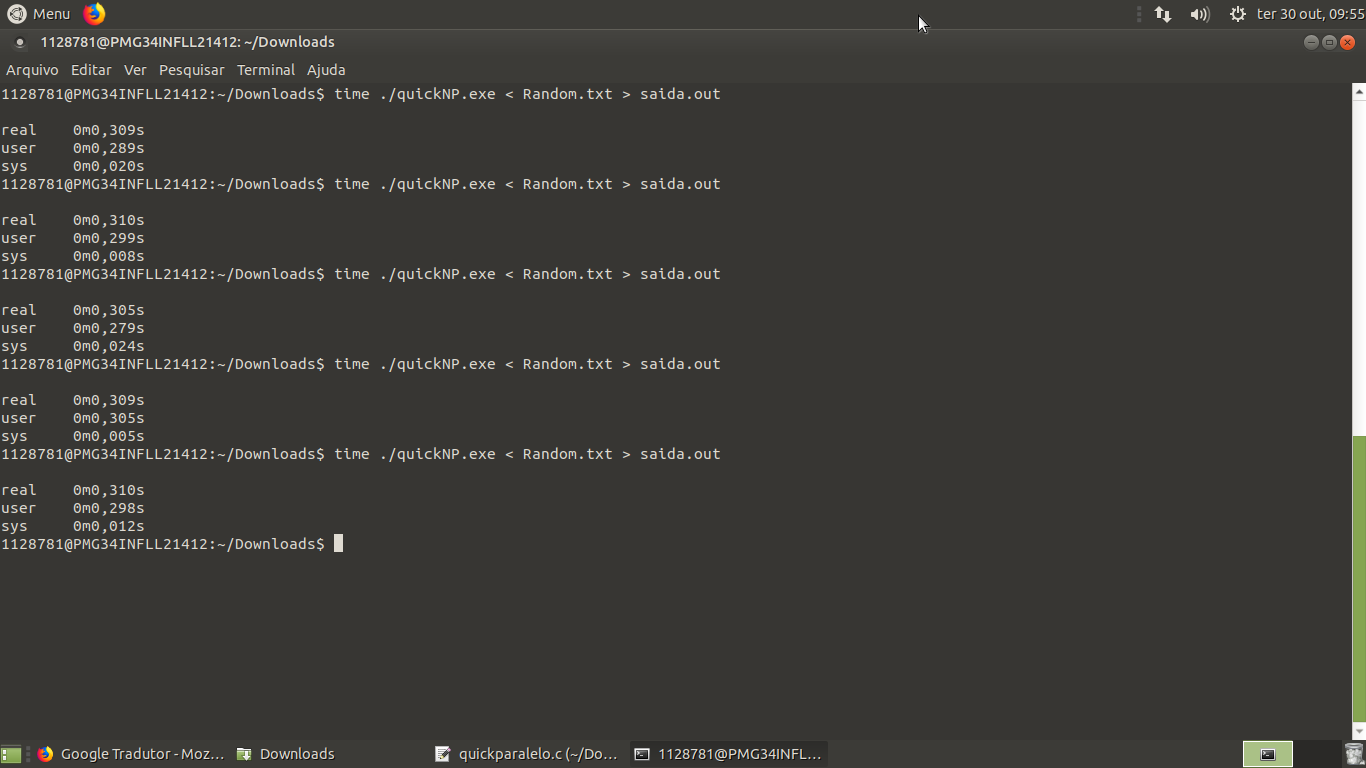 Menu ter 30 out, 09:55
1128781@PMG34INFLL21412: ~/Downloads
Arquivo Editar Ver Pesquisar Terminal Ajuda
1128781@PMG34INFLL21412:~/Downloads$ time ./quickNP.exe < Random.txt > saida.out
real 0m0,309s
user 0m0,289s
sys 0m0,020s
1128781@PMG34INFLL21412:~/Downloads$ time ./quickNP.exe < Random.txt > saida.out
real 0m0,310s
user 0m0,299s
sys 0m0,008s
1128781@PMG34INFLL21412:~/Downloads$ time ./quickNP.exe < Random.txt > saida.out
real 0m0,305s
user 0m0,279s
sys 0m0,024s
1128781@PMG34INFLL21412:~/Downloads$ time ./quickNP.exe < Random.txt > saida.out
real 0m0,309s
user 0m0,305s
sys 0m0,005s
1128781@PMG34INFLL21412:~/Downloads$ time ./quickNP.exe < Random.txt > saida.out
real 0m0,310s
user 0m0,298s
sys 0m0,012s
1128781@PMG34INFLL21412:~/Downloads$
Google Tradutor - Moz... Downloads quickparalelo.c (~/Do... 1128781@PMG34INFL...